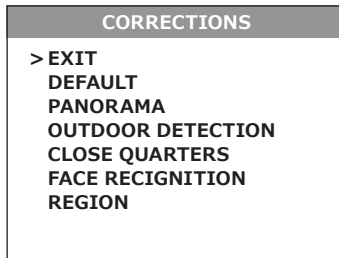 CORRECTIONS
> EXIT
DEFAULT
PANORAMA
OUTDOOR DETECTION
CLOSE QUARTERS
FACE RECIGNITION
REGION